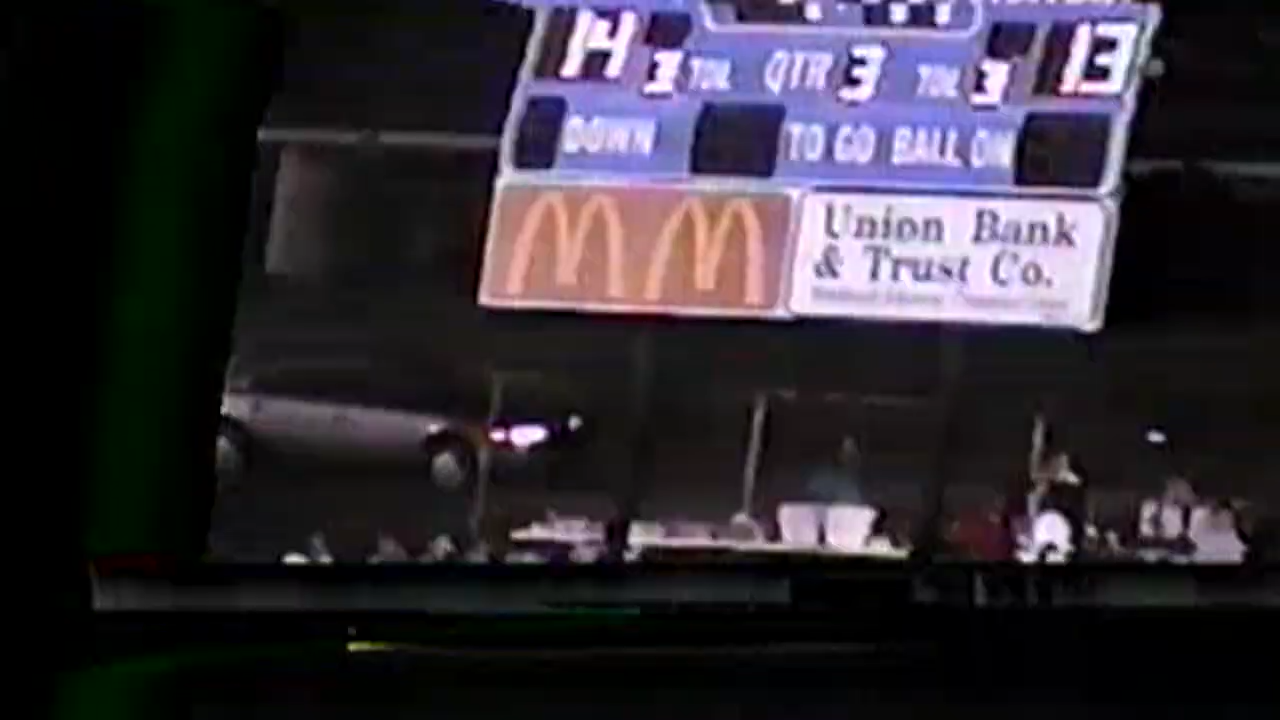 14 3 TOL QTR 3 TOL 3 13
DOWN TO GO BALL ON
Union Bank
& Trust Co.